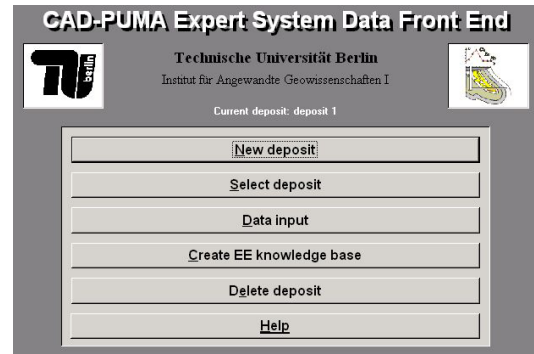 CAD-PUMA Expert System Data Front End
berlin
Technische Universität Berlin
Institut für Angewandte Geowissenschaften I
Current deposit: deposit 1
New deposit
Select deposit
Data input
Create EE knowledge base
Delete deposit
Help